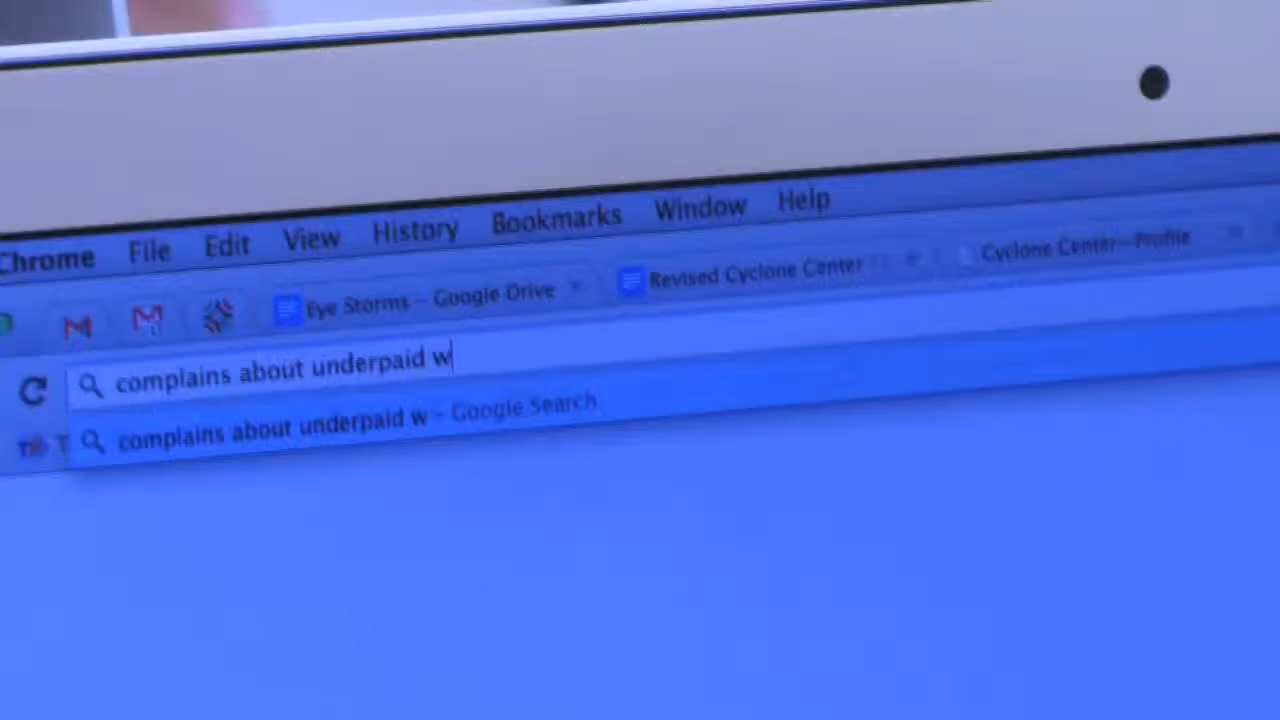 Chrome File Edit View History Bookmarks Window Help
Eye Storms - Google Drive Revised Cyclone Center Cyclone Center—Profile
complains about underpaid w
complains about underpaid w - Google Search